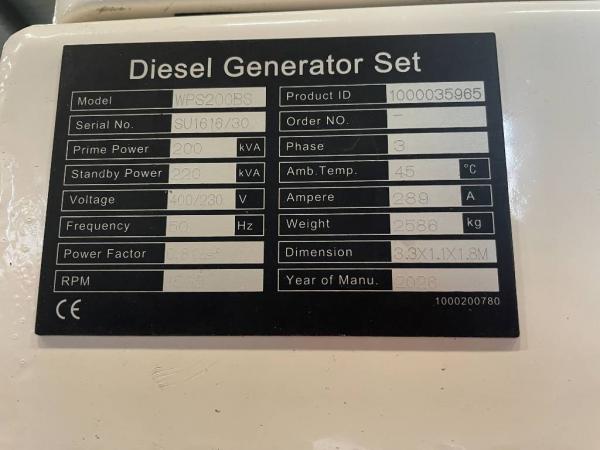 Diesel Generator Set
Model WPS200BS
Serial No. SU1616/30
Prime Power 200 kVA
Standby Power 220 kVA
Voltage 400/230 V
Frequency 50 Hz
Power Factor
RPM
Product ID 1000035965
Order NO. -
Phase 3
Amb.Temp. 45 °C
Ampere 289 A
Weight 2586 kg
Dimension 3.3X1.1X1.8M
Year of Manu.
1000200780
CE